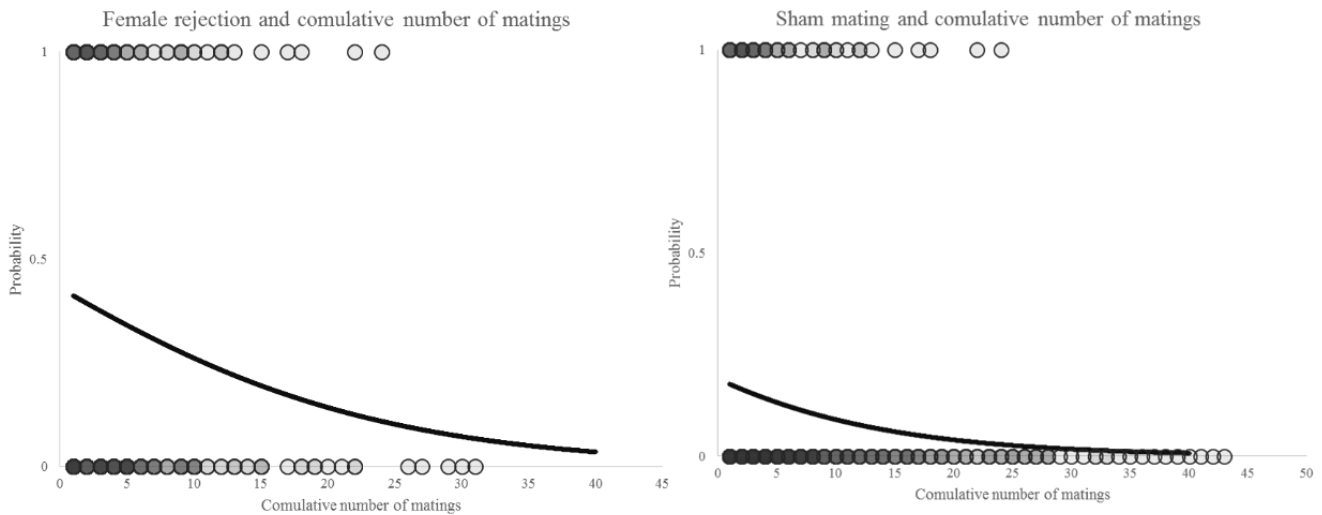 Female rejection and comulative number of matings
1
0.5
0
Probability
0 5 10 15 20 25 30 35 40 45
Comulative number of matings
Sham mating and comulative number of matings
1
0.5
0
Probability
0 5 10 15 20 25 30 35 40 45 50
Comulative number of matings